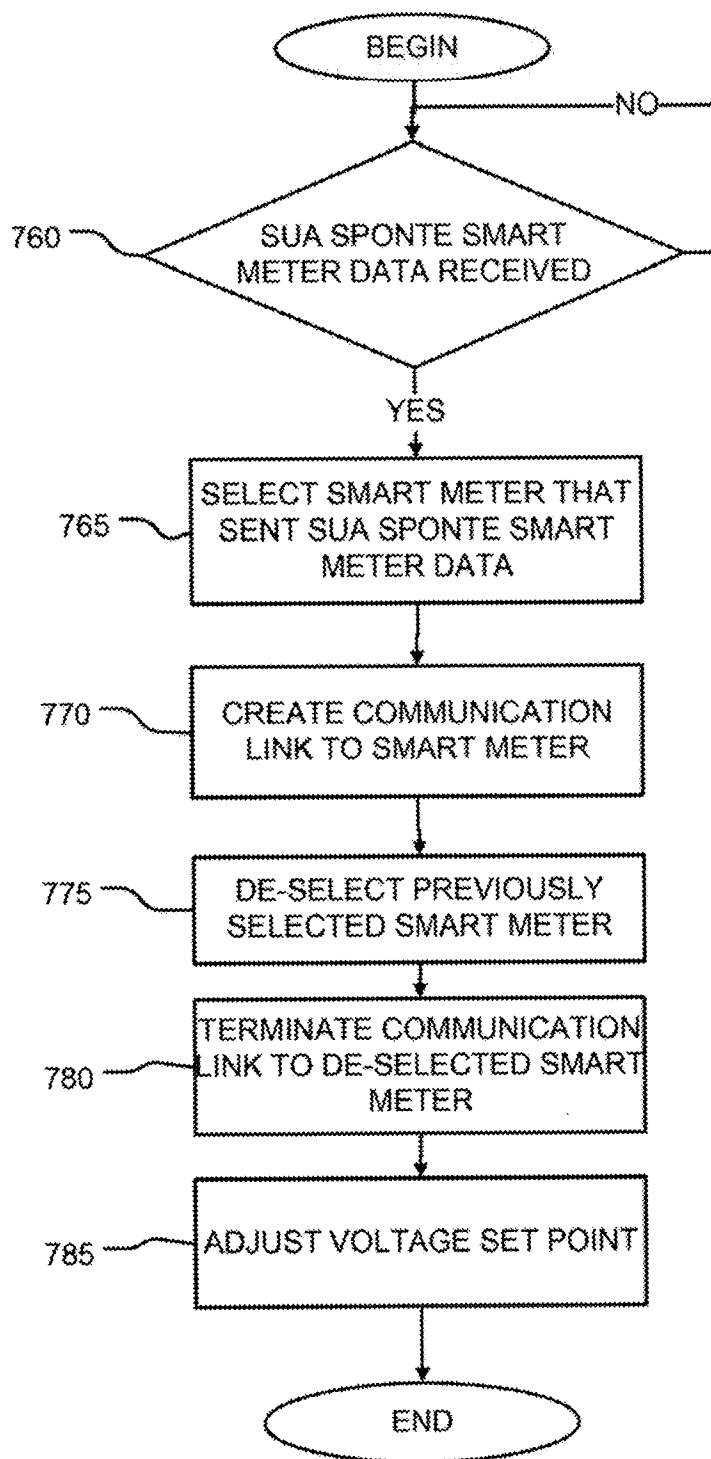 BEGIN
NO
760
SUA SPONTE SMART
METER DATA RECEIVED
YES
765
SELECT SMART METER THAT
SENT SUA SPONTE SMART
METER DATA
770
CREATE COMMUNICATION
LINK TO SMART METER
775
DE-SELECT PREVIOUSLY
SELECTED SMART METER
780
TERMINATE COMMUNICATION
LINK TO DE-SELECTED SMART
METER
785
ADJUST VOLTAGE SET POINT
END